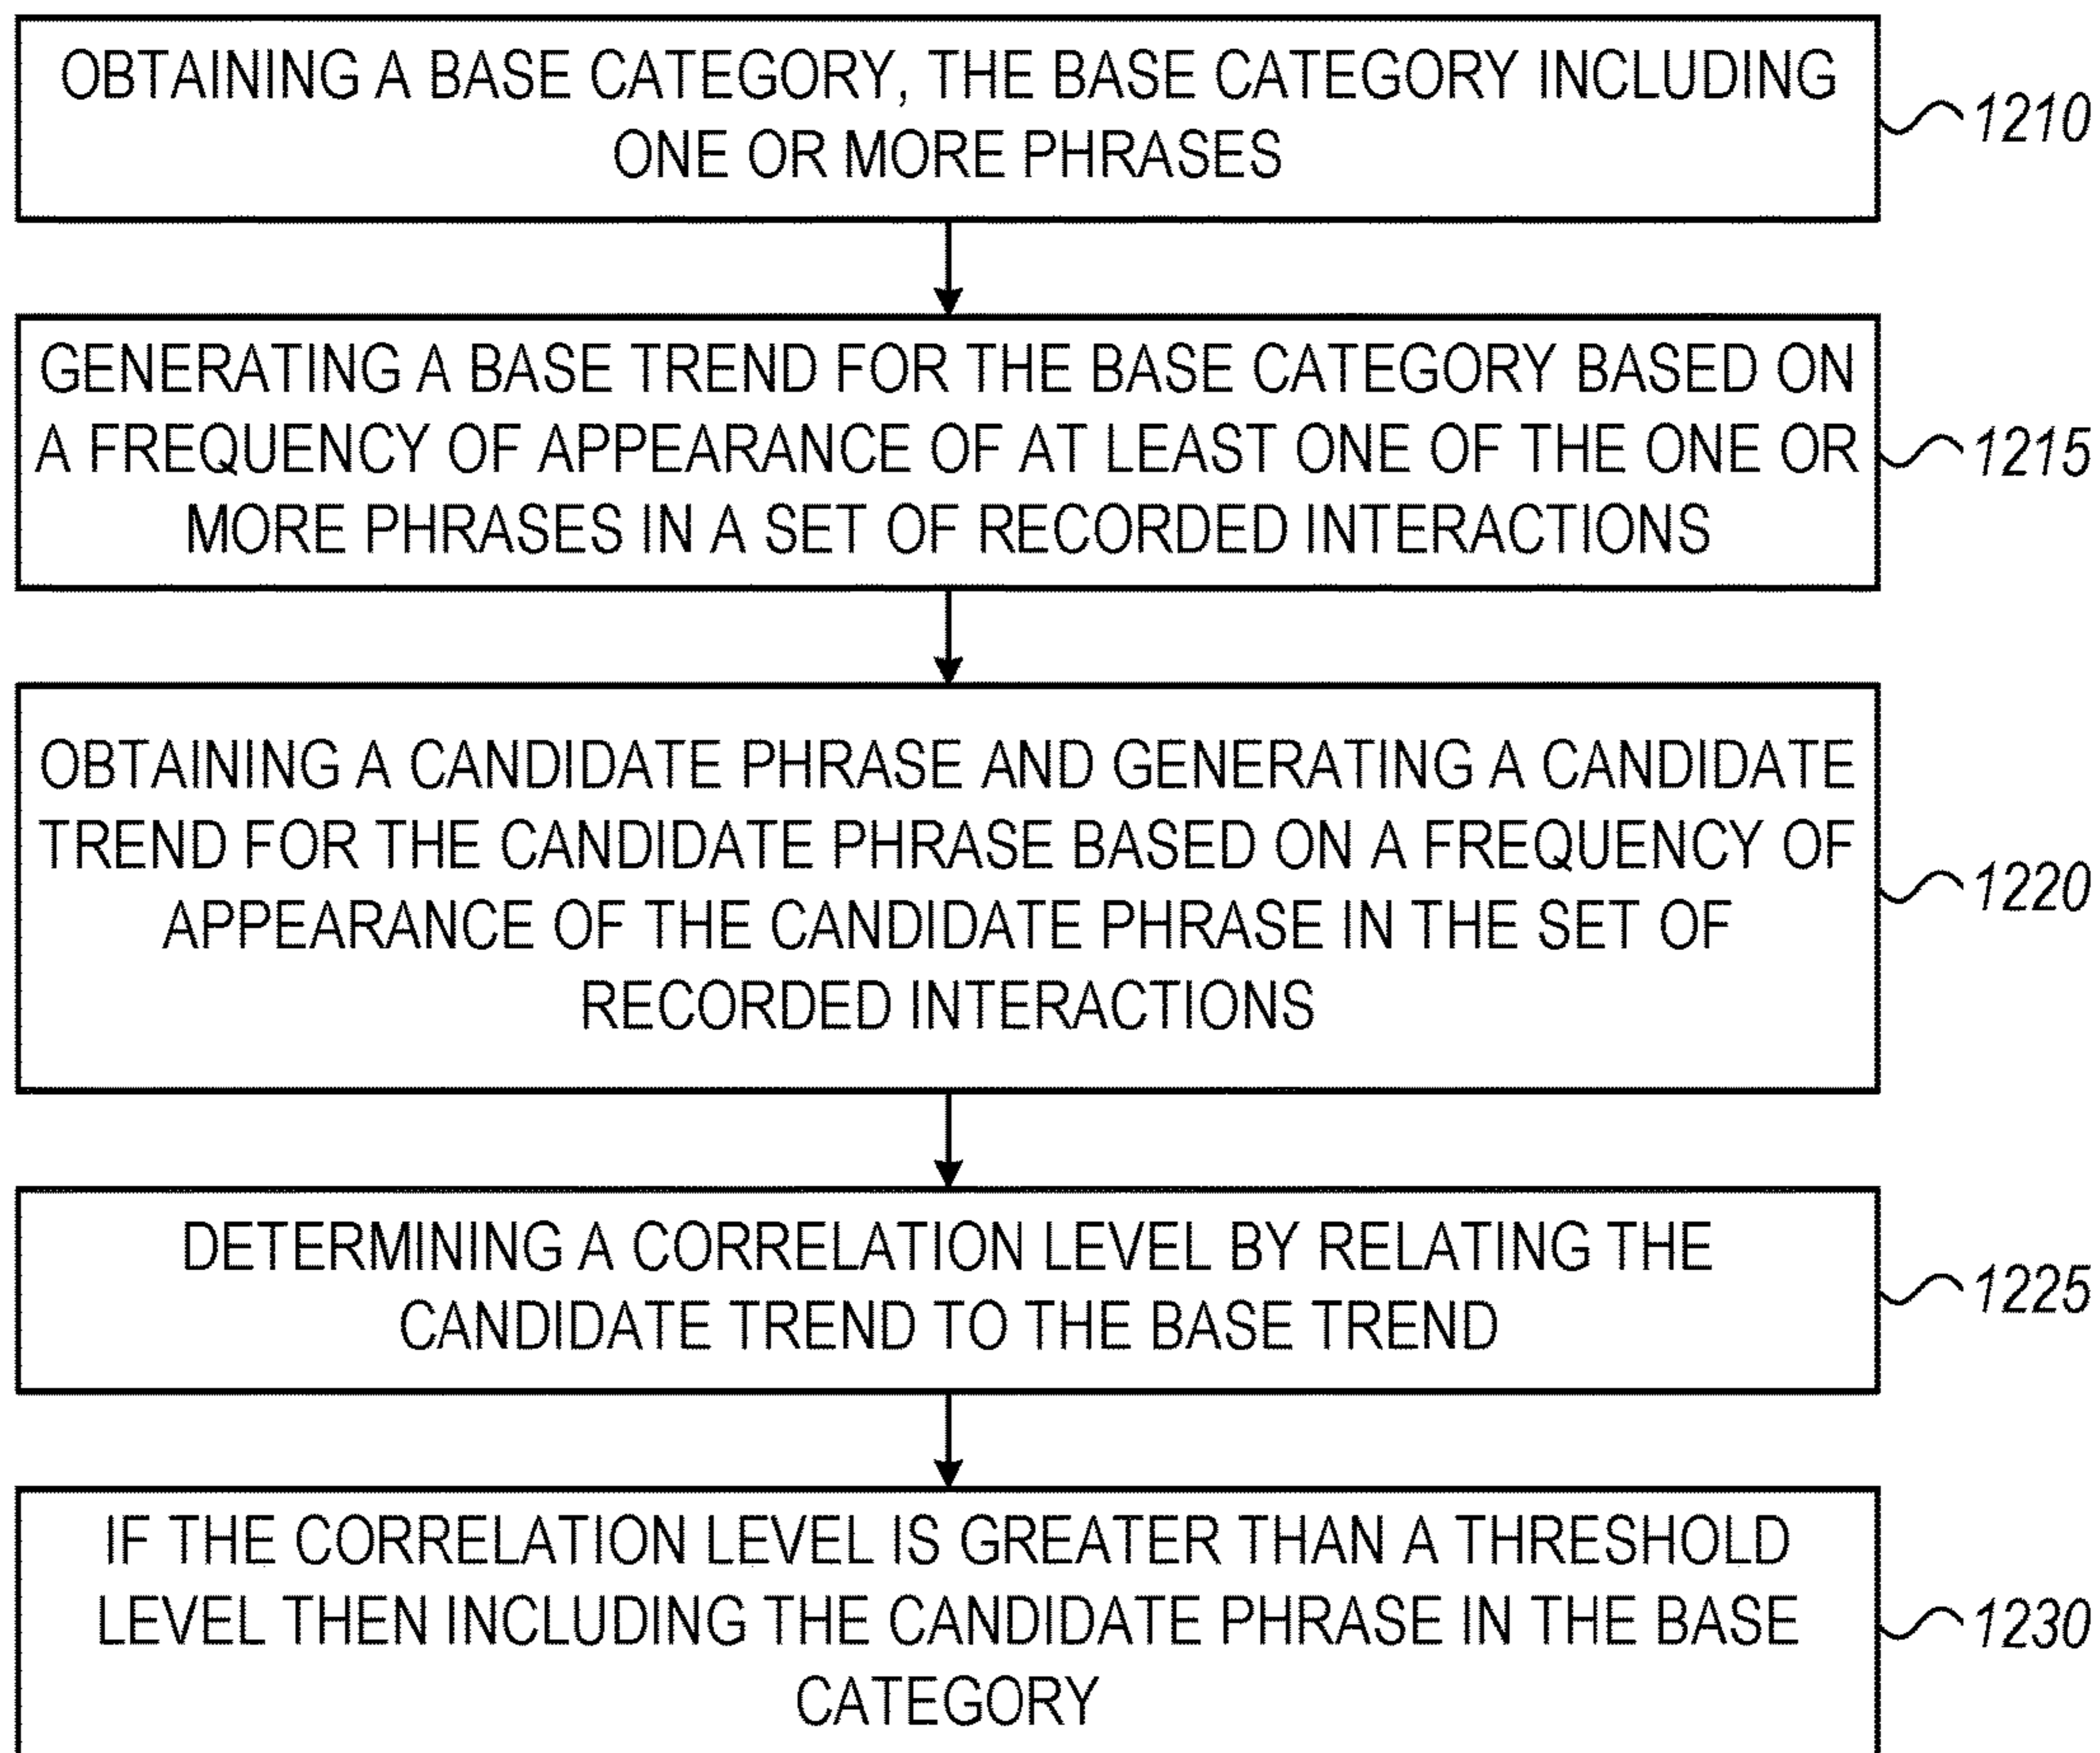 OBTAINING A BASE CATEGORY, THE BASE CATEGORY INCLUDING
ONE OR MORE PHRASES
1210
GENERATING A BASE TREND FOR THE BASE CATEGORY BASED ON
A FREQUENCY OF APPEARANCE OF AT LEAST ONE OF THE ONE OR
MORE PHRASES IN A SET OF RECORDED INTERACTIONS
1215
OBTAINING A CANDIDATE PHRASE AND GENERATING A CANDIDATE
TREND FOR THE CANDIDATE PHRASE BASED ON A FREQUENCY OF
APPEARANCE OF THE CANDIDATE PHRASE IN THE SET OF
RECORDED INTERACTIONS
1220
DETERMINING A CORRELATION LEVEL BY RELATING THE
CANDIDATE TREND TO THE BASE TREND
1225
IF THE CORRELATION LEVEL IS GREATER THAN A THRESHOLD
LEVEL THEN INCLUDING THE CANDIDATE PHRASE IN THE BASE
CATEGORY
1230